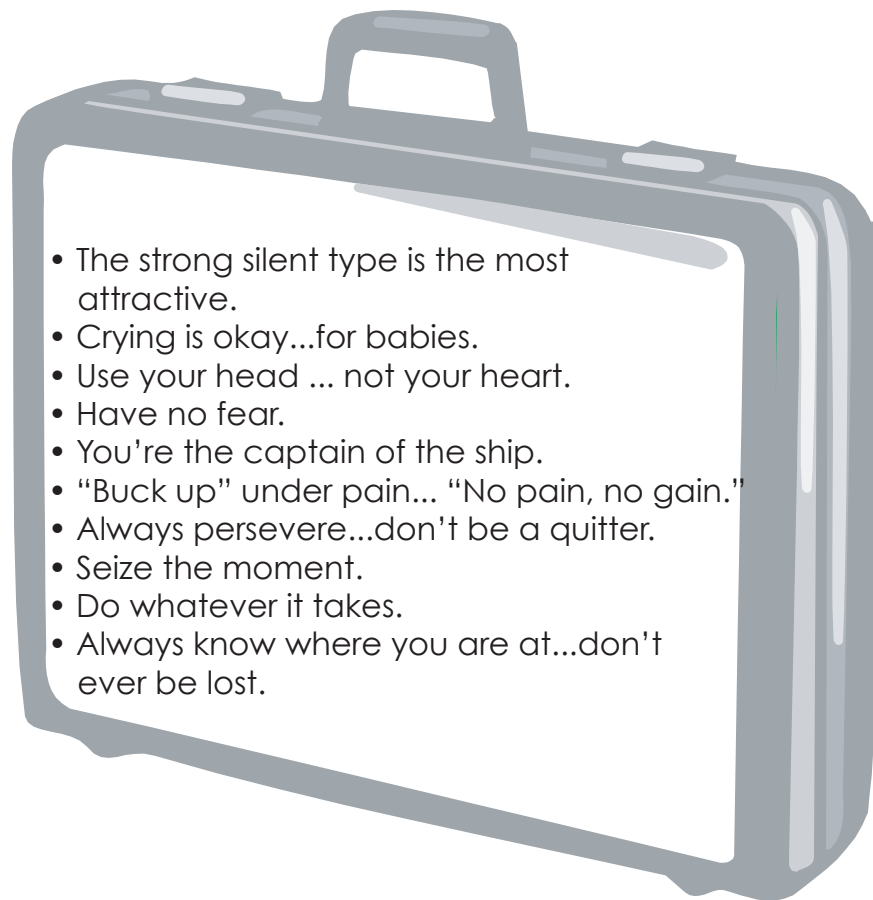 • The strong silent type is the most
attractive.
• Crying is okay...for babies.
• Use your head ... not your heart.
• Have no fear.
• You’re the captain of the ship.
• “Buck up” under pain... “No pain, no gain.”
• Always persevere...don’t be a quitter.
• Seize the moment.
• Do whatever it takes.
• Always know where you are at...don’t
ever be lost.